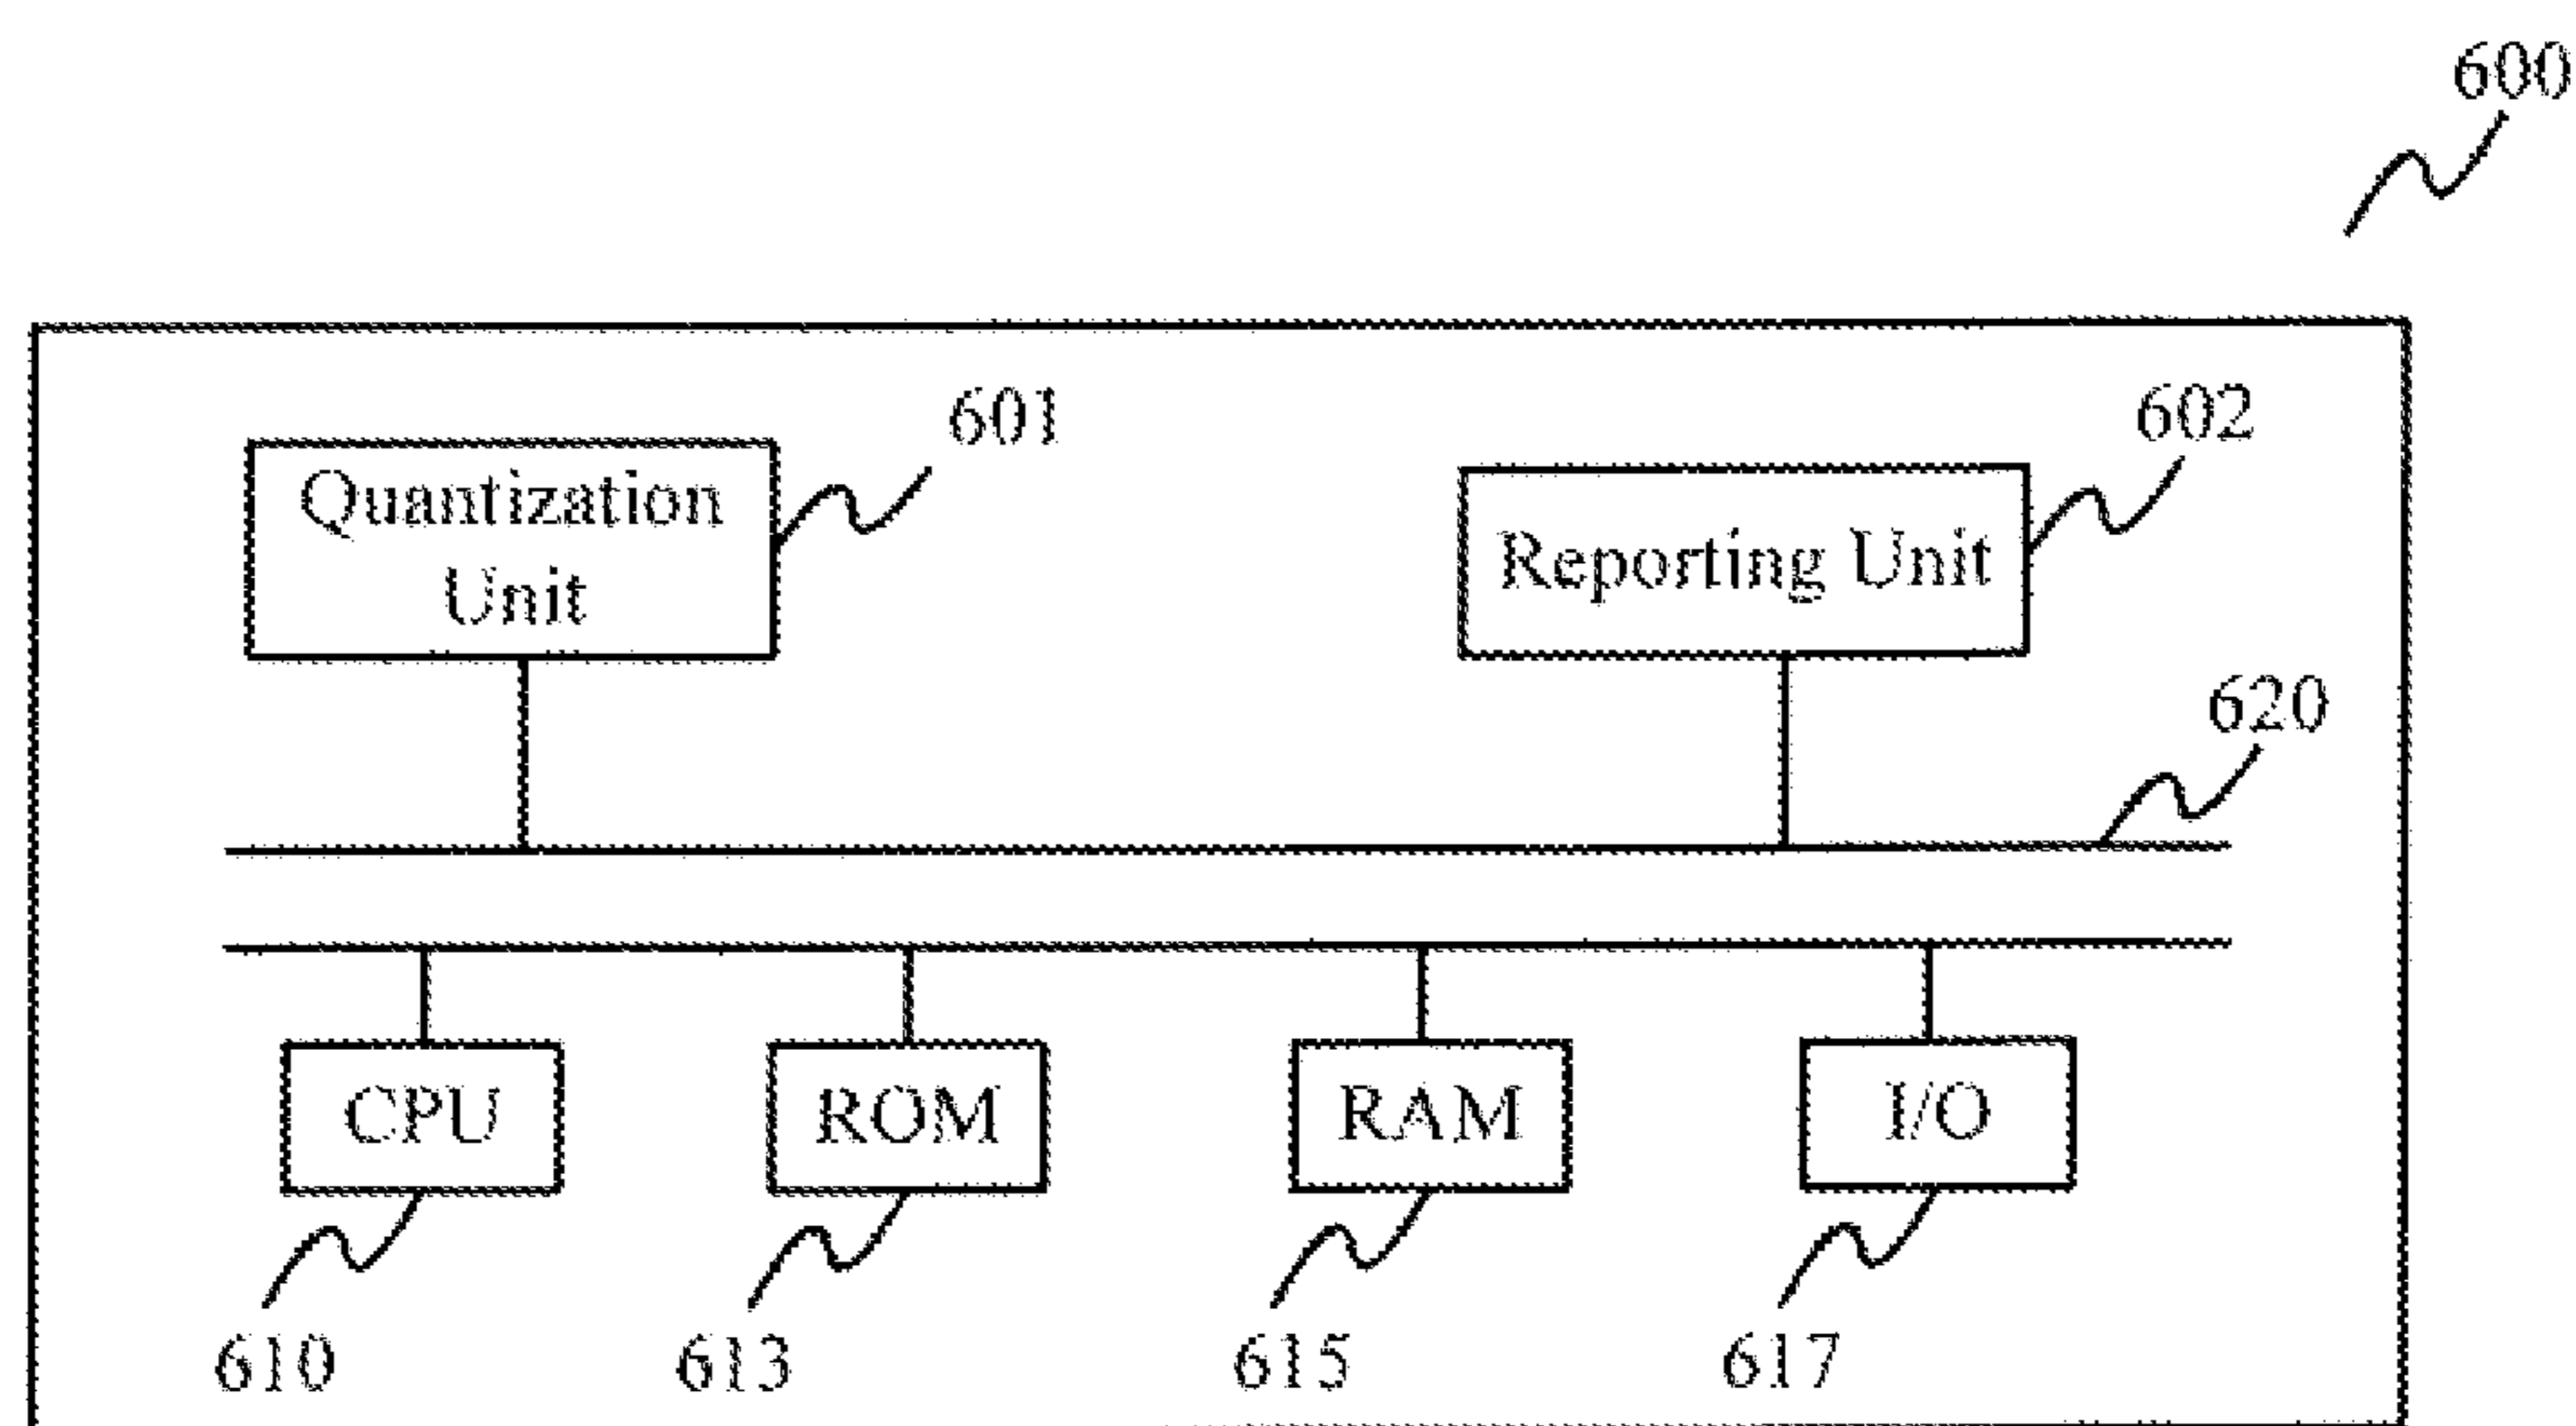 600
601
602
Quantization
Unit
Reporting Unit
620
CPU
ROM
RAM
I/O
610
613
615
617